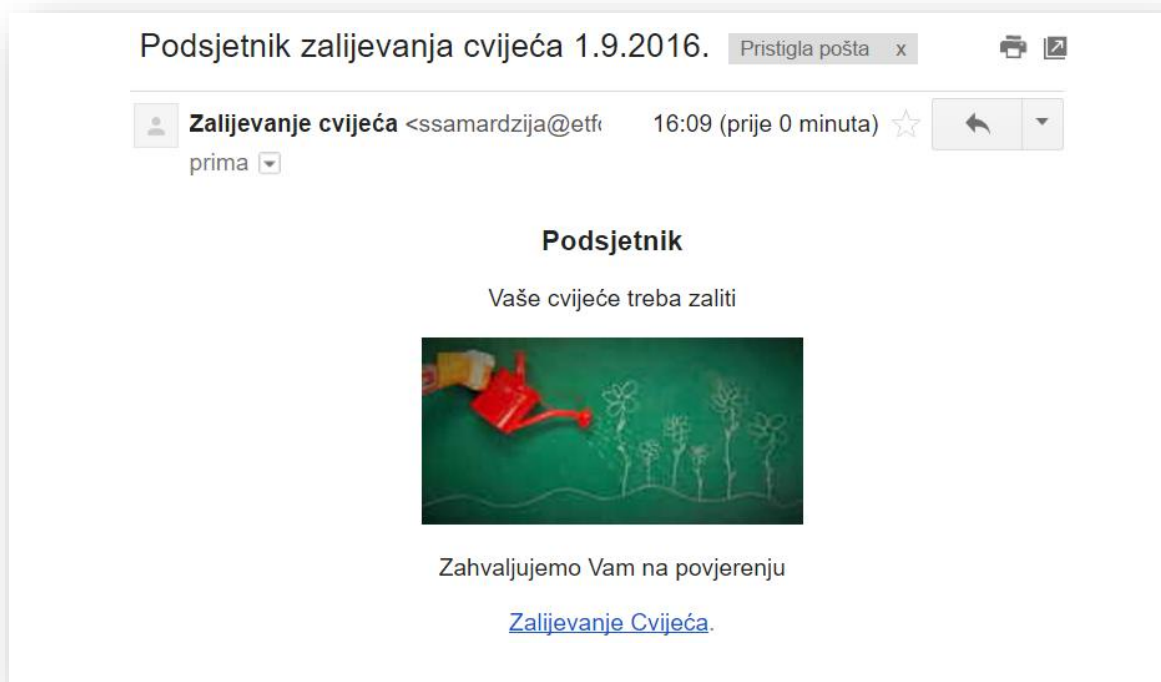 Podsjetnik zalijevanja cvijeća 1.9.2016. Pristigla pošta x
Zalijevanje cvijeća <ssamardzija@etf 16:09 (prije 0 minuta)
prima
Podsjetnik
Vaše cvijeće treba zaliti
Zahvaljujemo Vam na povjerenju
Zalijevanje Cvijeća.